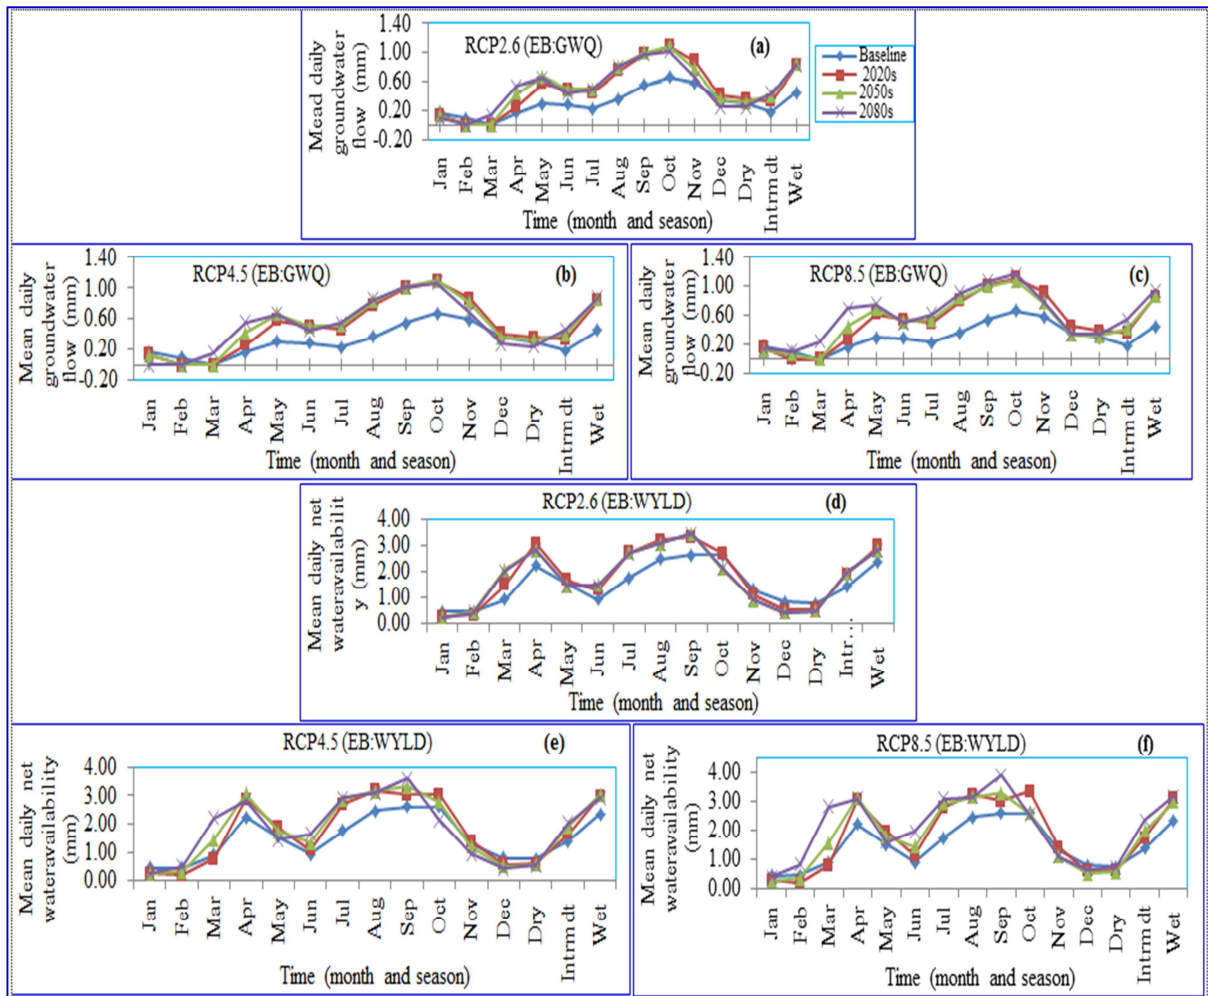 RCP2.6 (EB:GWQ)
(a)
Mead daily
groundwater
flow (mm)
1.40
1.00
0.60
0.20
-0.20
Jan
Feb
Mar
Apr
May
Jun
Jul
Aug
Sep
Oct
Nov
Dec
Dry
Intrmdt
Wet
Time (month and season)
Baseline
2020s
2050s
2080s
RCP4.5 (EB:GWQ)
(b)
Mean daily
groundwater
flow (mm)
1.40
1.00
0.60
0.20
-0.20
Jan
Feb
Mar
Apr
May
Jun
Jul
Aug
Sep
Oct
Nov
Dec
Dry
Intrmdt
Wet
Time (month and season)
RCP8.5 (EB:GWQ)
(c)
Mean daily
groundwater
flow (mm)
1.40
1.00
0.60
0.20
-0.20
Jan
Feb
Mar
Apr
May
Jun
Jul
Aug
Sep
Oct
Nov
Dec
Dry
Intrmdt
Wet
Time (month and season)
RCP2.6 (EB:WYLD)
(d)
Mean daily net
wateravailabilit
y (mm)
4.00
3.00
2.00
1.00
0.00
Jan
Feb
Mar
Apr
May
Jun
Jul
Aug
Sep
Oct
Nov
Dec
Dry
Intr...
Wet
Time (month and season)
RCP4.5 (EB:WYLD)
(e)
Mean daily net
wateravailability
(mm)
4.00
3.00
2.00
1.00
0.00
Jan
Feb
Mar
Apr
May
Jun
Jul
Aug
Sep
Oct
Nov
Dec
Dry
Intrmdt
Wet
Time (month and season)
RCP8.5 (EB:WYLD)
(f)
Mean daily net
wateravailability
(mm)
4.00
3.00
2.00
1.00
0.00
Jan
Feb
Mar
Apr
May
Jun
Jul
Aug
Sep
Oct
Nov
Dec
Dry
Intrmdt
Wet
Time (month and season)